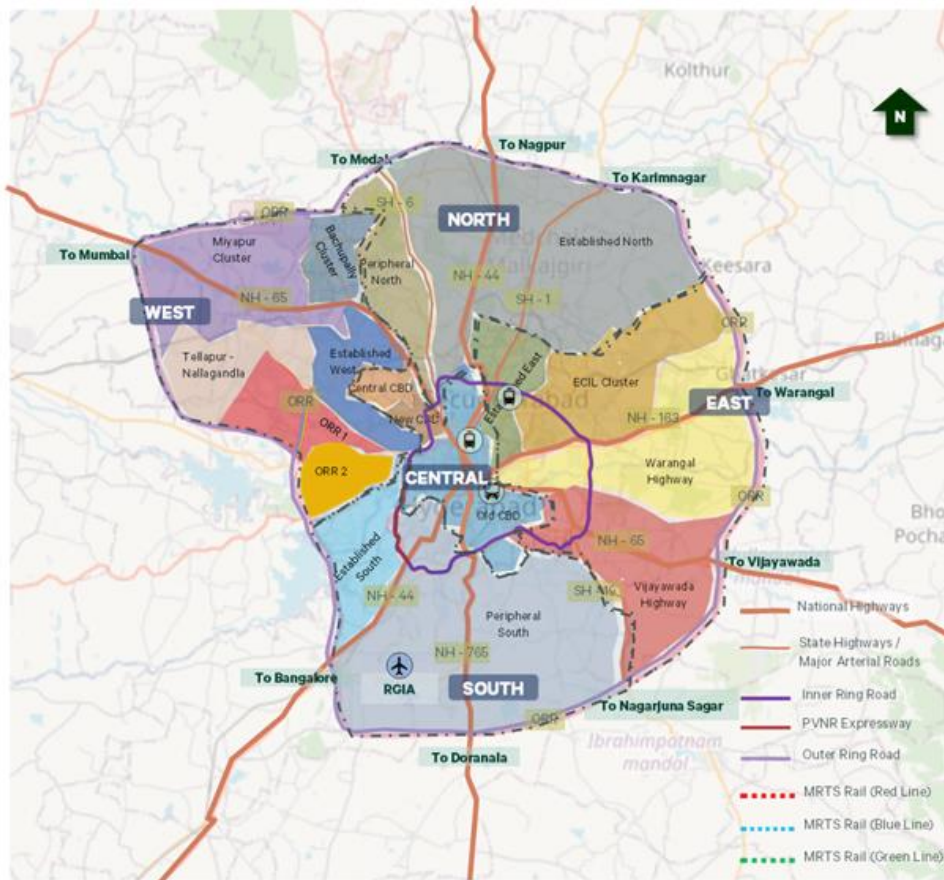 Kolthur
N
To Nagpur
To Medak
To Karimnagar
SH - 6
ORR
NORTH
Miyapur
Cluster
Bachupally
Cluster
Established North
To Mumbai
Peripheral
North
NH - 44
Malkajgiri
Keesara
NH - 65
SH - 1
WEST
ORR
Established
West
Tellapur -
Nallagandla
ECIL Cluster
Central CBD
Ghatkesar
To Warangal
ORR
New CBD
EAST
NH - 163
ORR 1
Warangal
Highway
ORR 2
CENTRAL
ORR
Old CBD
Established
South
NH - 65
To Vijayawada
NH - 44
Vijayawada
Highway
Peripheral
South
National Highways
State Highways /
Major Arterial Roads
NH - 765
RGIA
To Bangalore
SOUTH
Inner Ring Road
To Nagarjuna Sagar
ORR
PVNR Expressway
Ibrahimpatnam
mandal
To Doranala
Outer Ring Road
MRTS Rail (Red Line)
MRTS Rail (Blue Line)
MRTS Rail (Green Line)